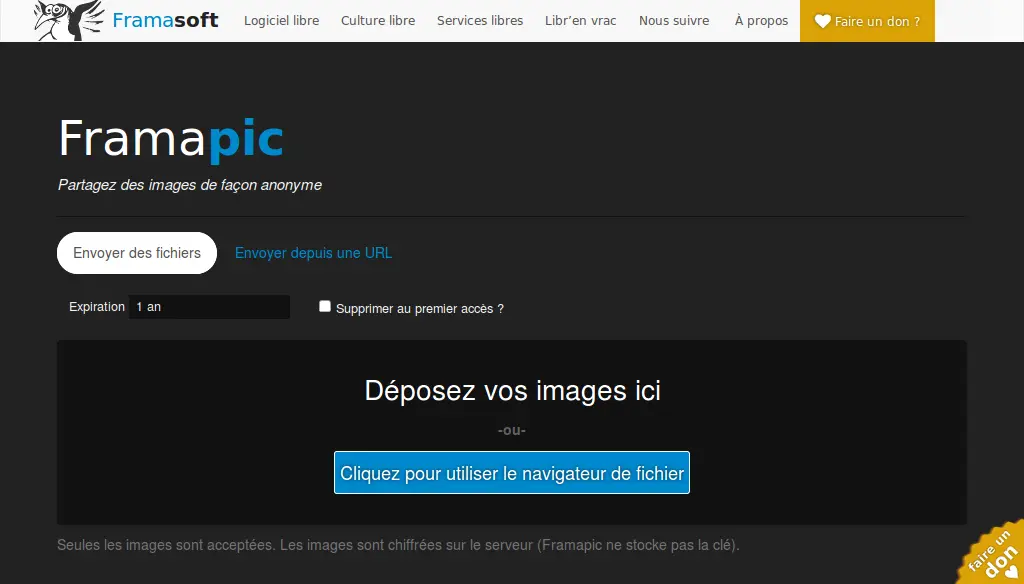 Framasoft Logiciel libre Culture libre Services libres Libr’en vrac Nous suivre À propos Faire un don ?
Framapic
Partagez des images de façon anonyme
Envoyer des fichiers Envoyer depuis une URL
Expiration 1 an Supprimer au premier accès ?
Déposez vos images ici
-ou-
Cliquez pour utiliser le navigateur de fichier
Seules les images sont acceptées. Les images sont chiffrées sur le serveur (Framapic ne stocke pas la clé).
faire un
don